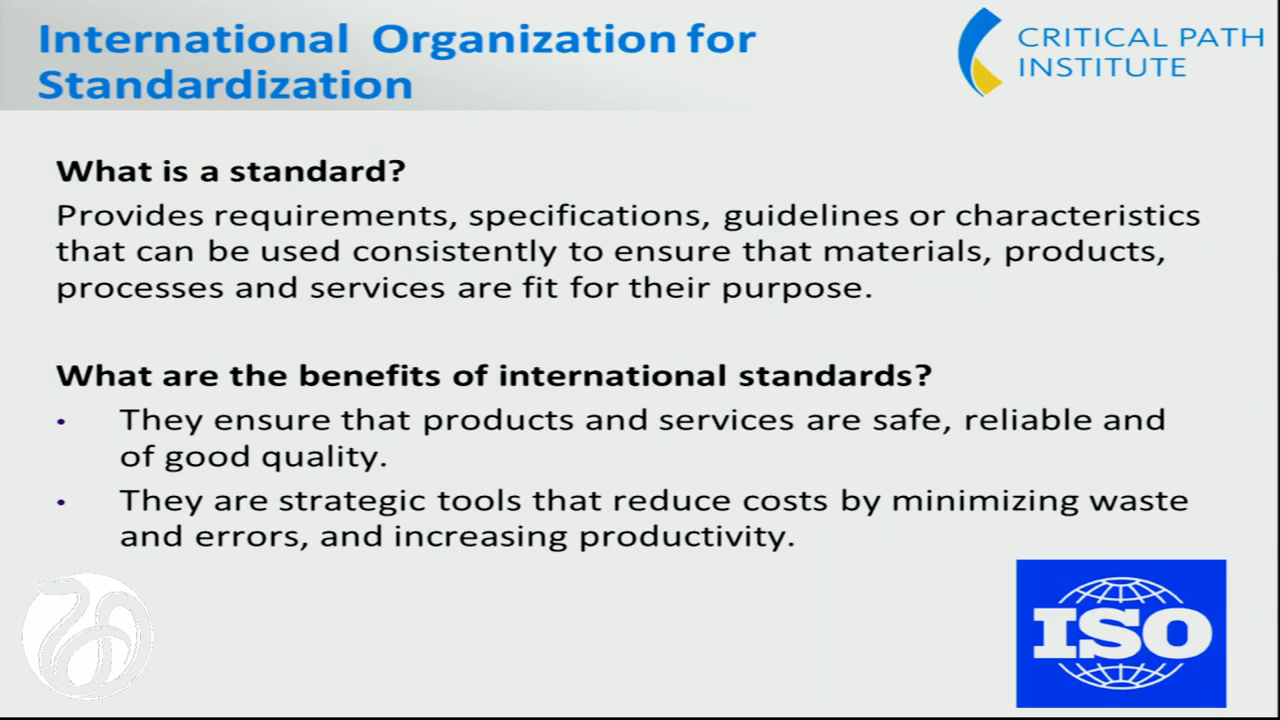 International Organization for
Standardization
CRITICAL PATH
INSTITUTE
What is a standard?
Provides requirements, specifications, guidelines or characteristics
that can be used consistently to ensure that materials, products,
processes and services are fit for their purpose.
What are the benefits of international standards?
• They ensure that products and services are safe, reliable and
of good quality.
• They are strategic tools that reduce costs by minimizing waste
and errors, and increasing productivity.
ISO